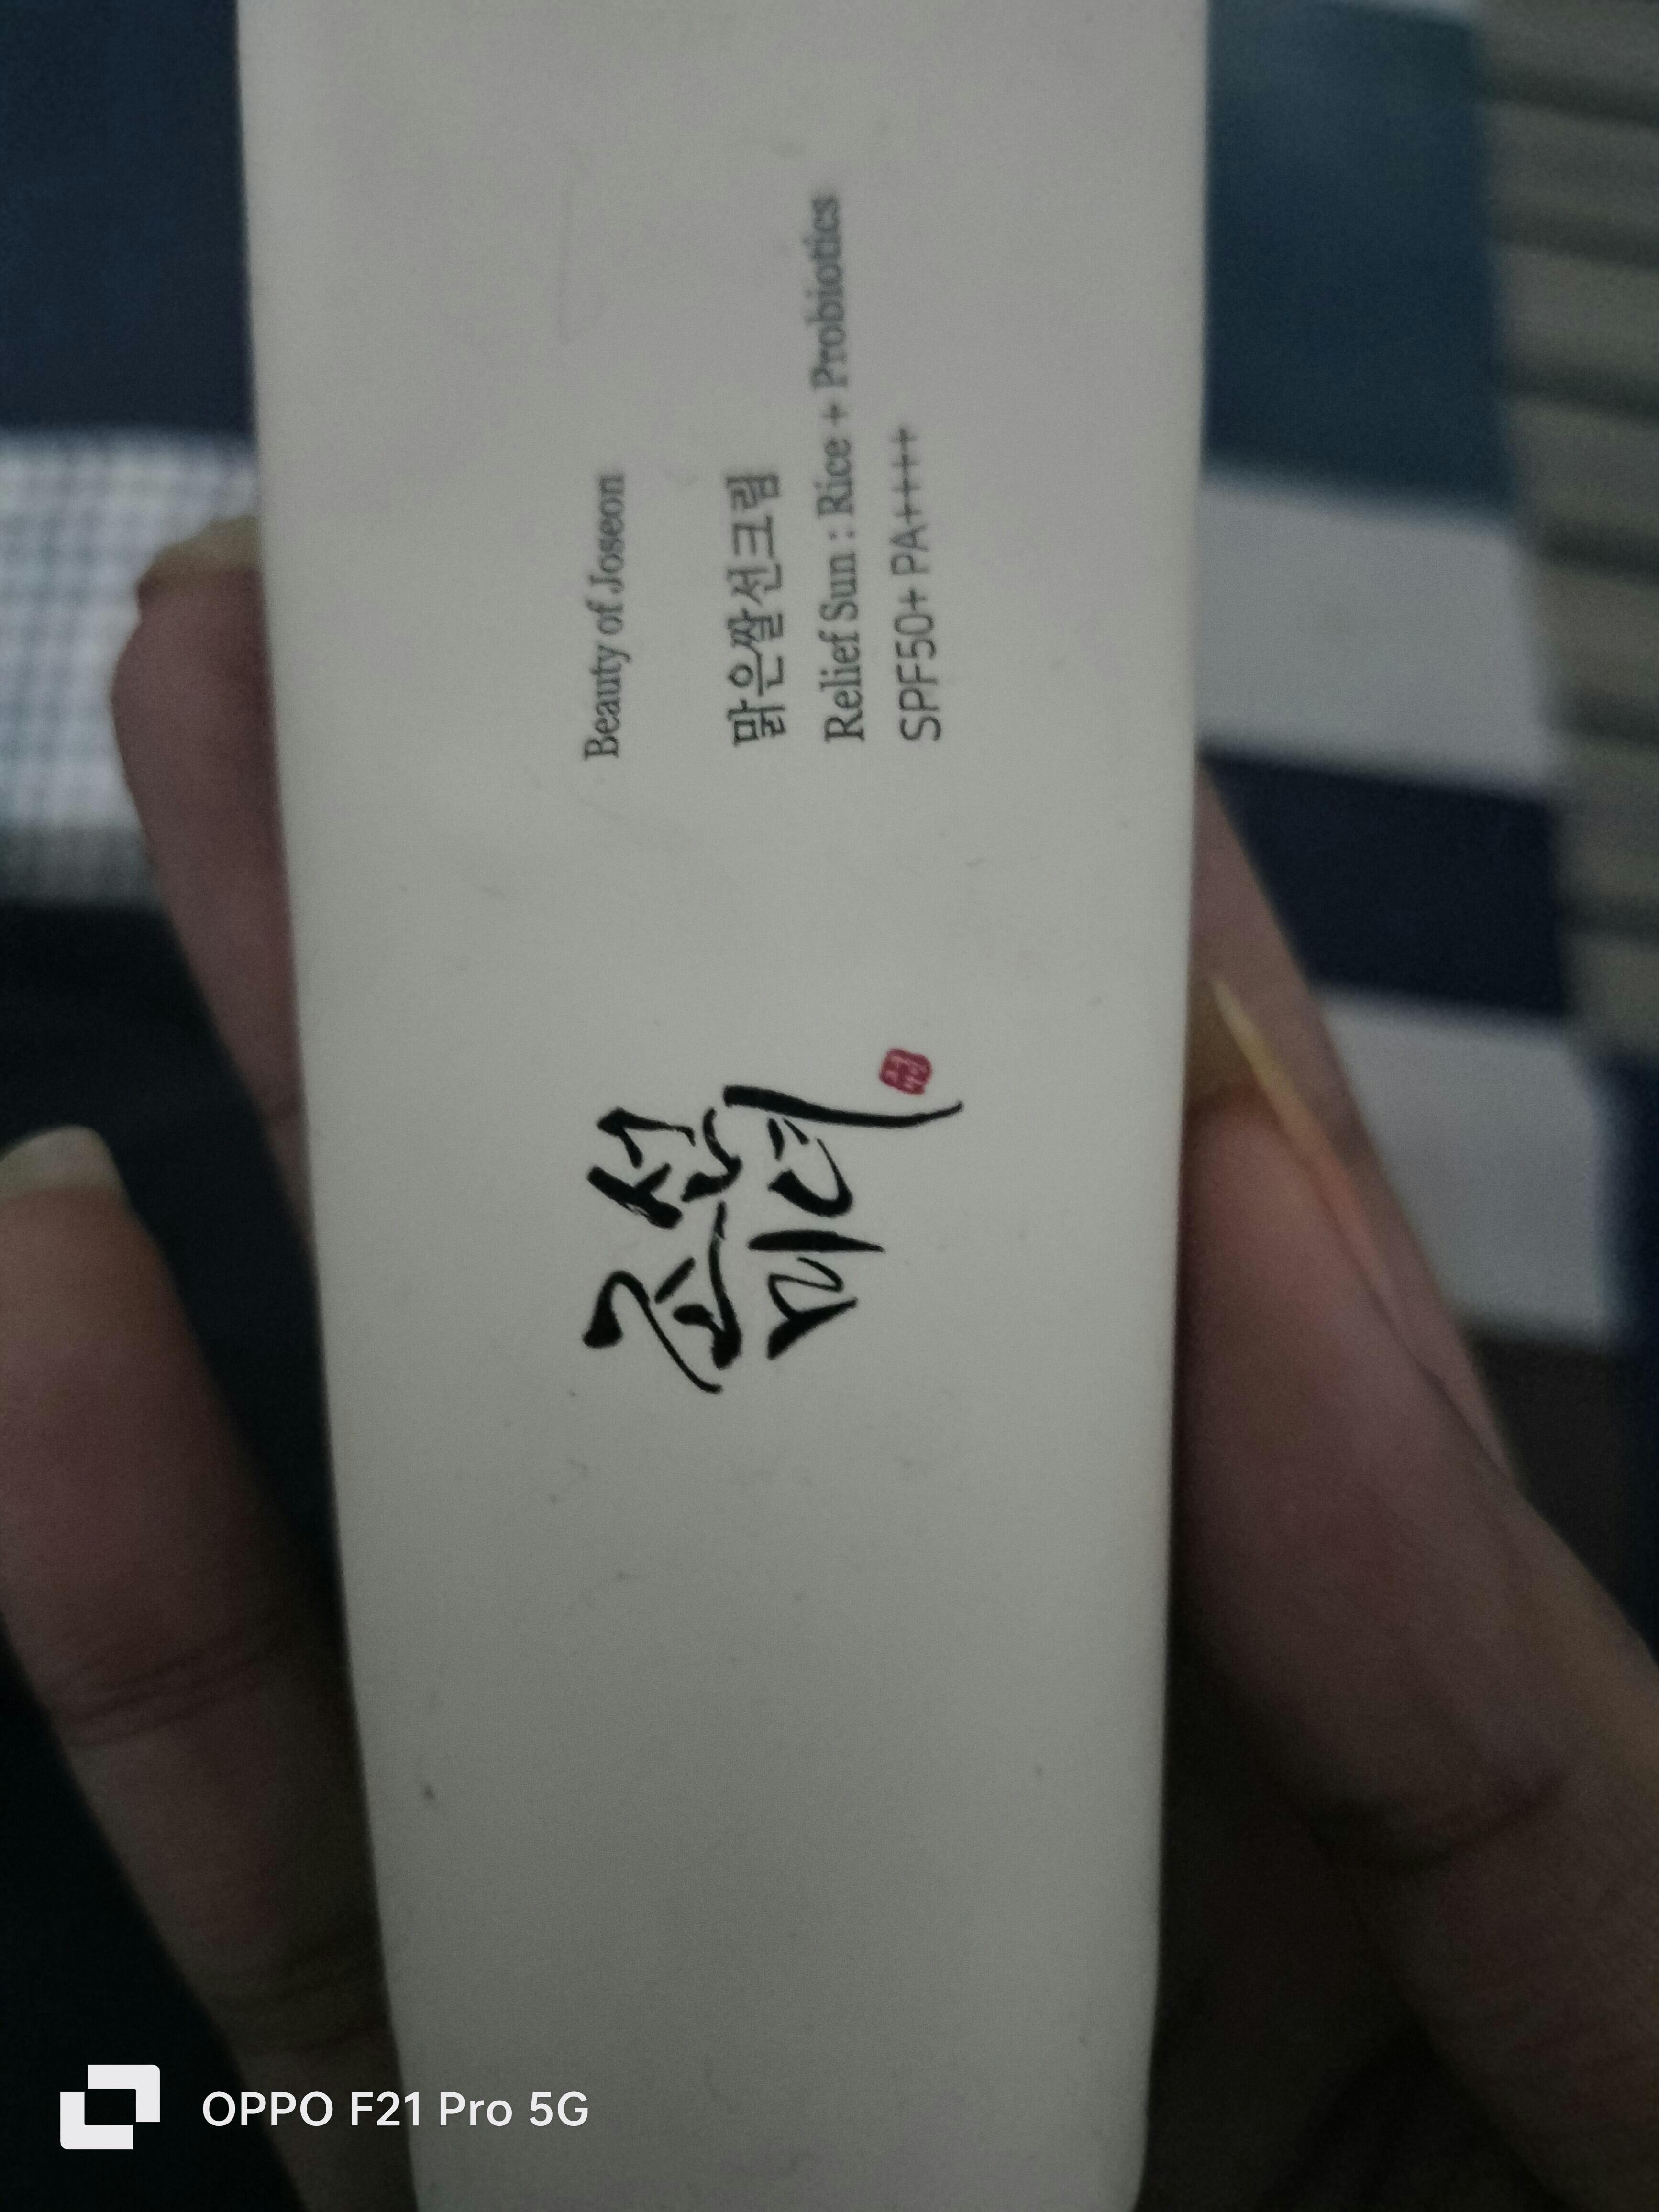 Beauty of Joseon
맑은쌀선크림
Relief Sun : Rice + Probiotics
SPF50+ PA++++
조선
미녀
OPPO F21 Pro 5G